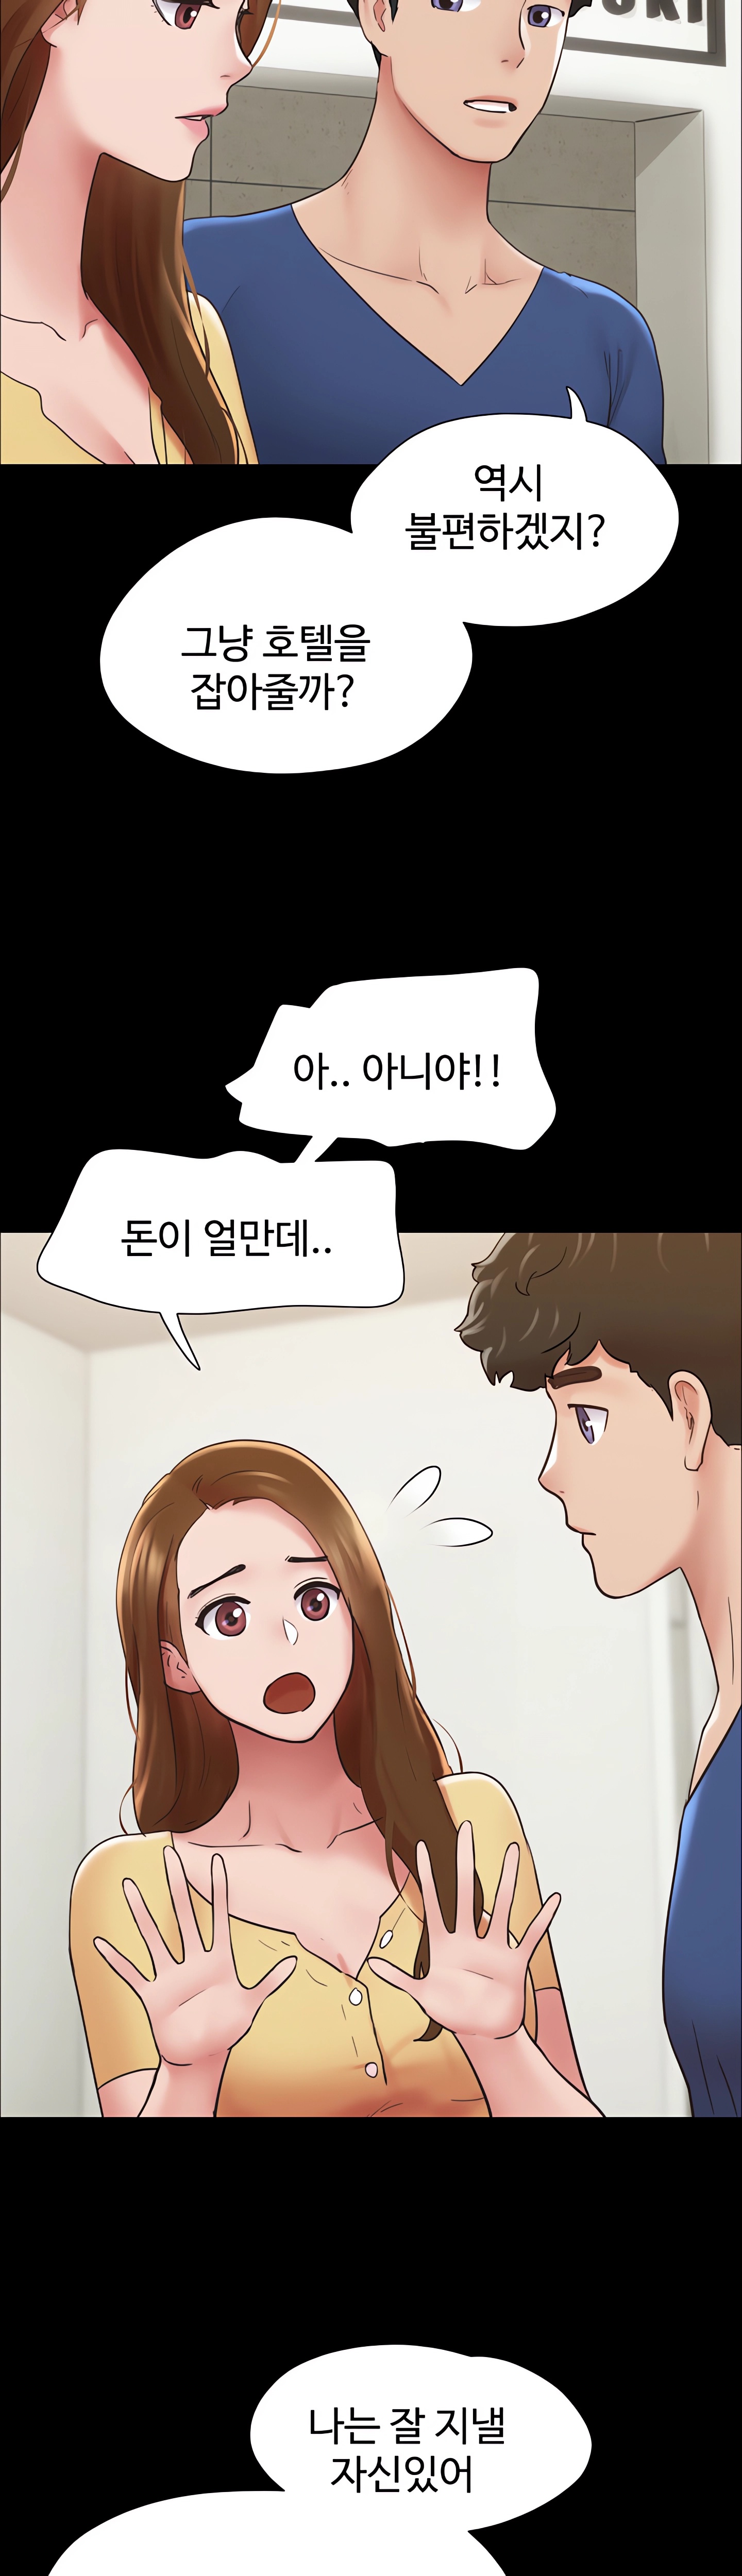 역시
불편하겠지?
그냥 호텔을
잡아줄까?
아.. 아니야!!
돈이 얼만데..
나는 잘 지낼
자신있어